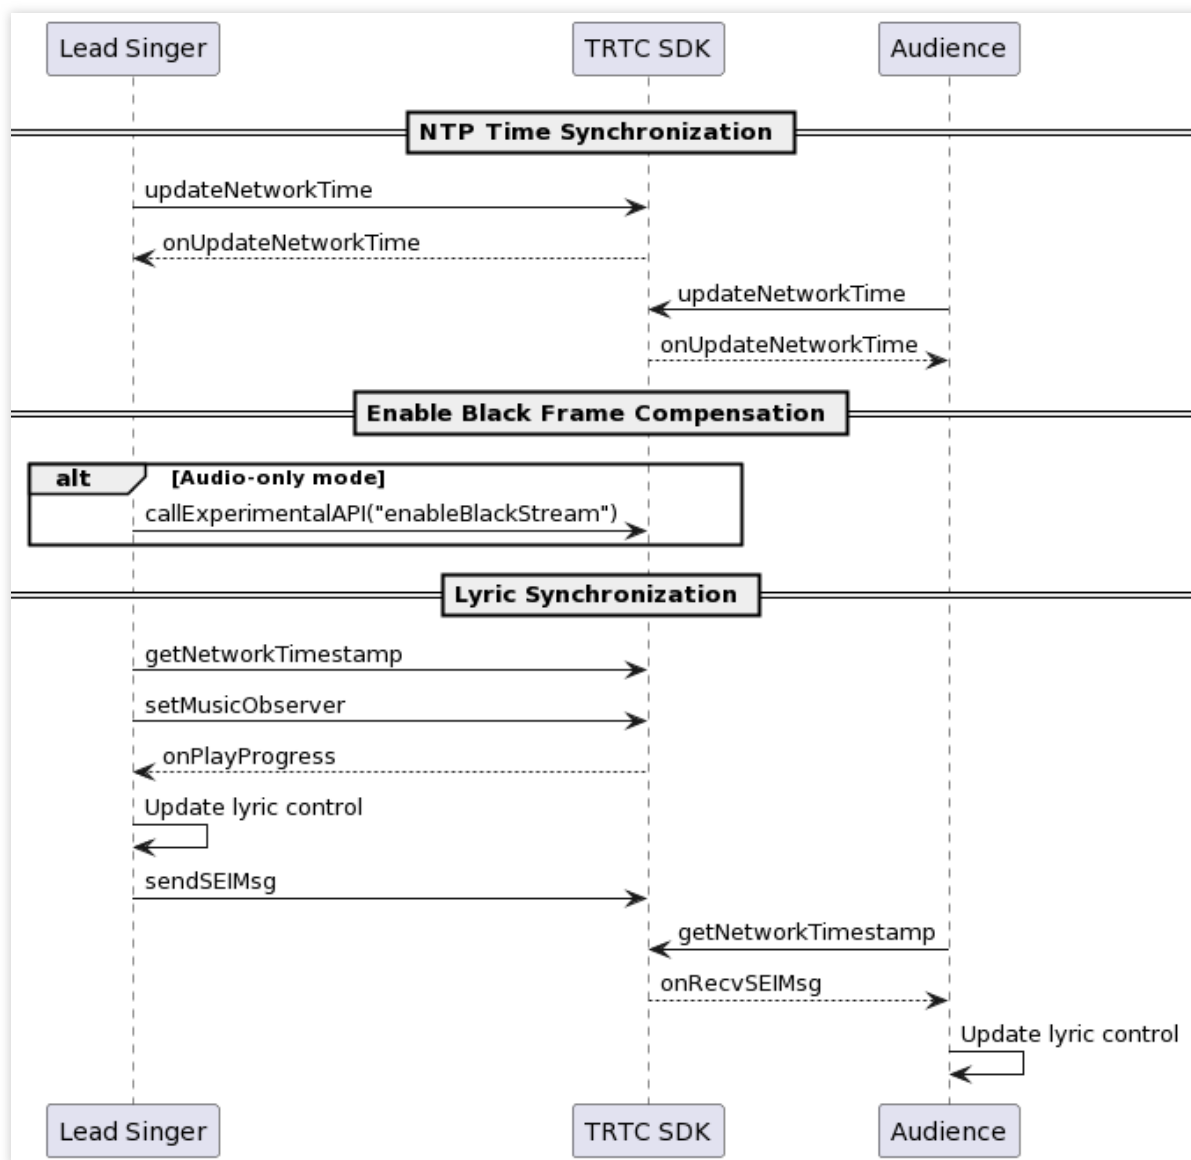 Lead Singer
TRTC SDK
Audience
NTP Time Synchronization
updateNetworkTime
onUpdateNetworkTime
updateNetworkTime
onUpdateNetworkTime
Enable Black Frame Compensation
alt
[Audio-only mode]
callExperimentalAPI("enableBlackStream")
Lyric Synchronization
getNetworkTimestamp
setMusicObserver
onPlayProgress
Update lyric control
sendSEIMsg
getNetworkTimestamp
onRecvSEIMsg
Update lyric control
Lead Singer
TRTC SDK
Audience